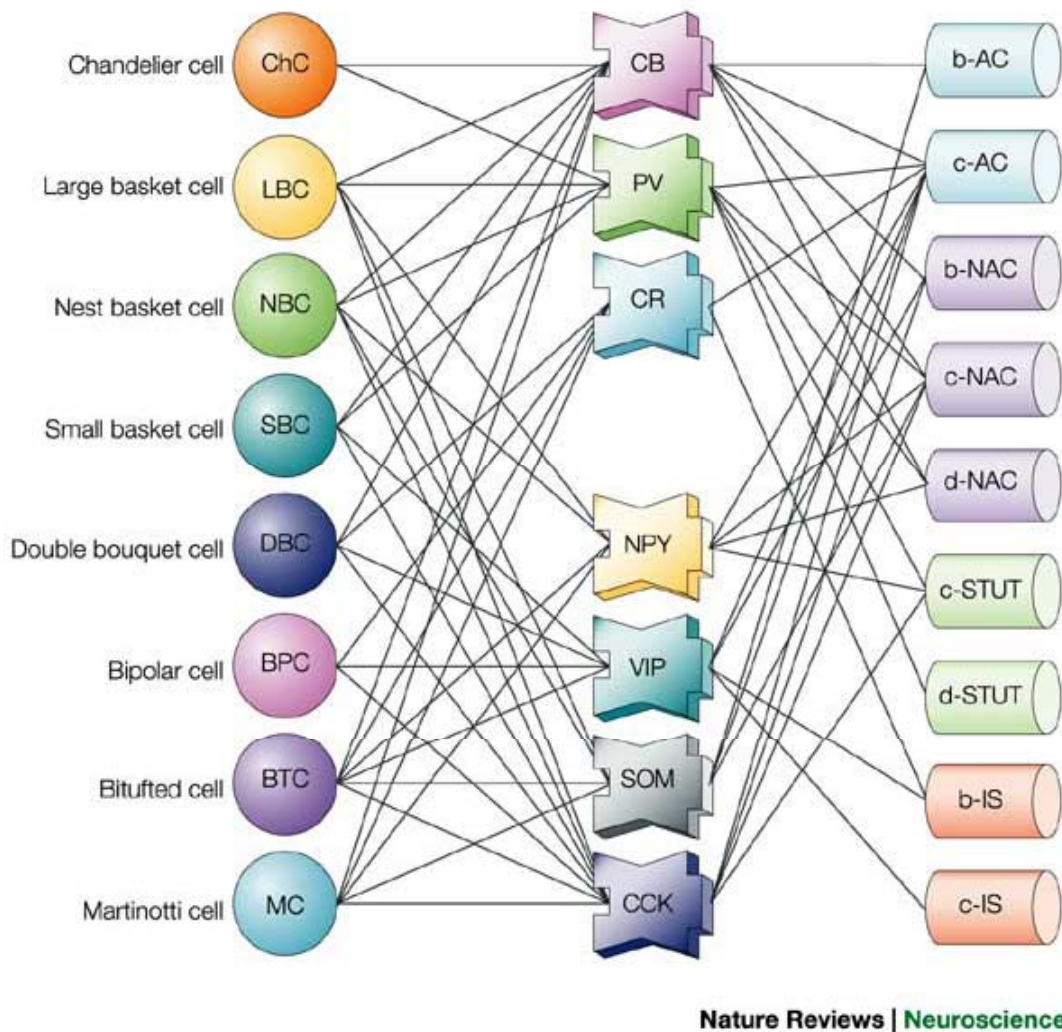 Chandelier cell ChC CB b-AC
Large basket cell LBC PV c-AC
Nest basket cell NBC CR b-NAC
Small basket cell SBC c-NAC
Double bouquet cell DBC NPY d-NAC
c-STUT
Bipolar cell BPC VIP d-STUT
Bitufted cell BTC SOM b-IS
Martinotti cell MC CCK c-IS
Nature Reviews | Neuroscience